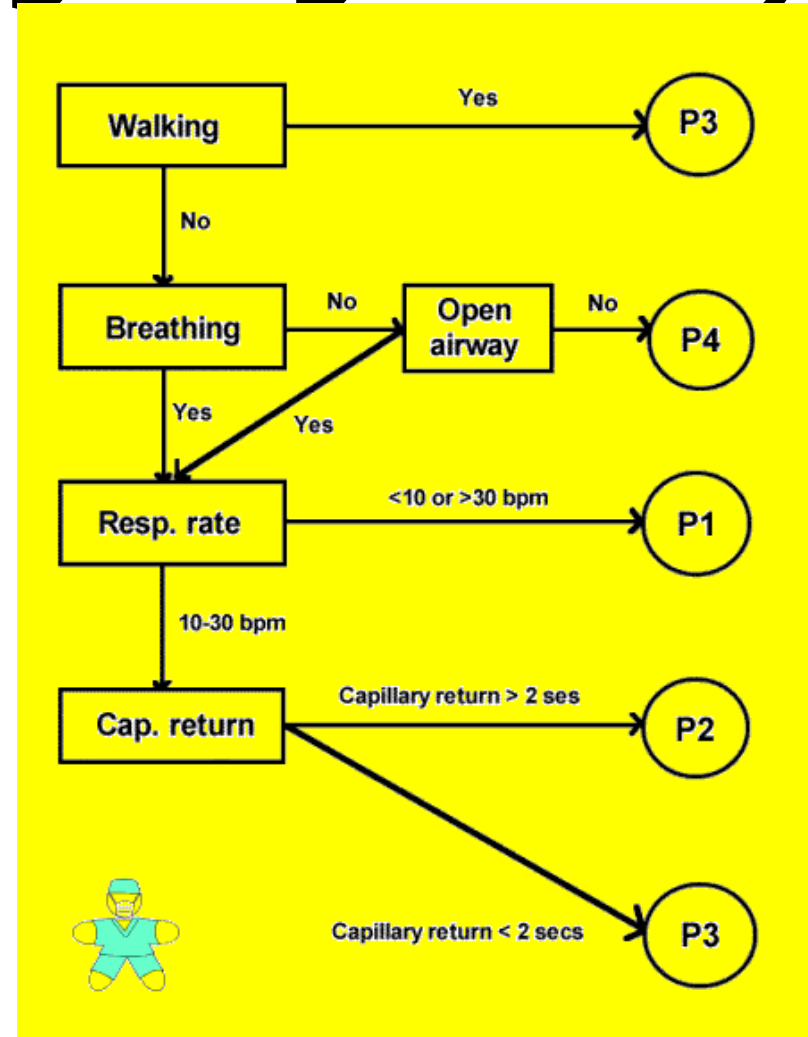 Walking
Yes
P3
No
Breathing
No
Open
airway
No
P4
Yes
Yes
Resp. rate
<10 or >30 bpm
P1
10-30 bpm
Cap. return
Capillary return > 2 ses
P2
Capillary return < 2 secs
P3